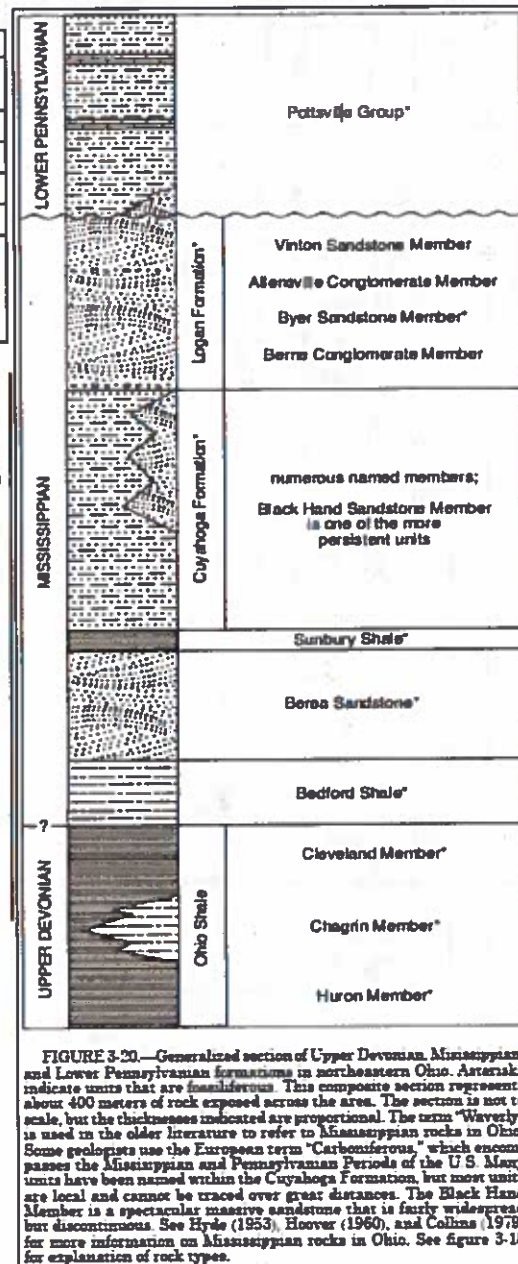 LOWER PENNSYLVANIAN
Pottsville Group*
MISSISSIPPIAN
Logan Formation*
Vinton Sandstone Member
Allensville Conglomerate Member
Byer Sandstone Member*
Berne Conglomerate Member
Cuyahoga Formation*
numerous named members;
Black Hand Sandstone Member
is one of the more
persistent units
Sunbury Shale*
Berea Sandstone*
Bedford Shale*
?
UPPER DEVONIAN
Ohio Shale
Cleveland Member*
Chagrin Member*
Huron Member*
FIGURE 3-20.—Generalized section of Upper Devonian, Mississippian
and Lower Pennsylvanian formations in northeastern Ohio. Asterisk
indicate units that are fossiliferous. This composite section represent
about 400 meters of rock exposed across the area. The section is not t
scale, but the thicknesses indicated are proportional. The term "Waverly
is used in the older literature to refer to Mississippian rocks in Ohio
Some geologists use the European term "Carboniferous," which encom
passes the Mississippian and Pennsylvanian Periods of the U.S. Many
units have been named within the Cuyahoga Formation, but most unit
are local and cannot be traced over great distances. The Black Hand
Member is a spectacular massive sandstone that is fairly widespread
but discontinuous. See Hyde (1953), Hoover (1960), and Collins (1979
for more information on Mississippian rocks in Ohio. See figure 3-18
for explanation of rock types.